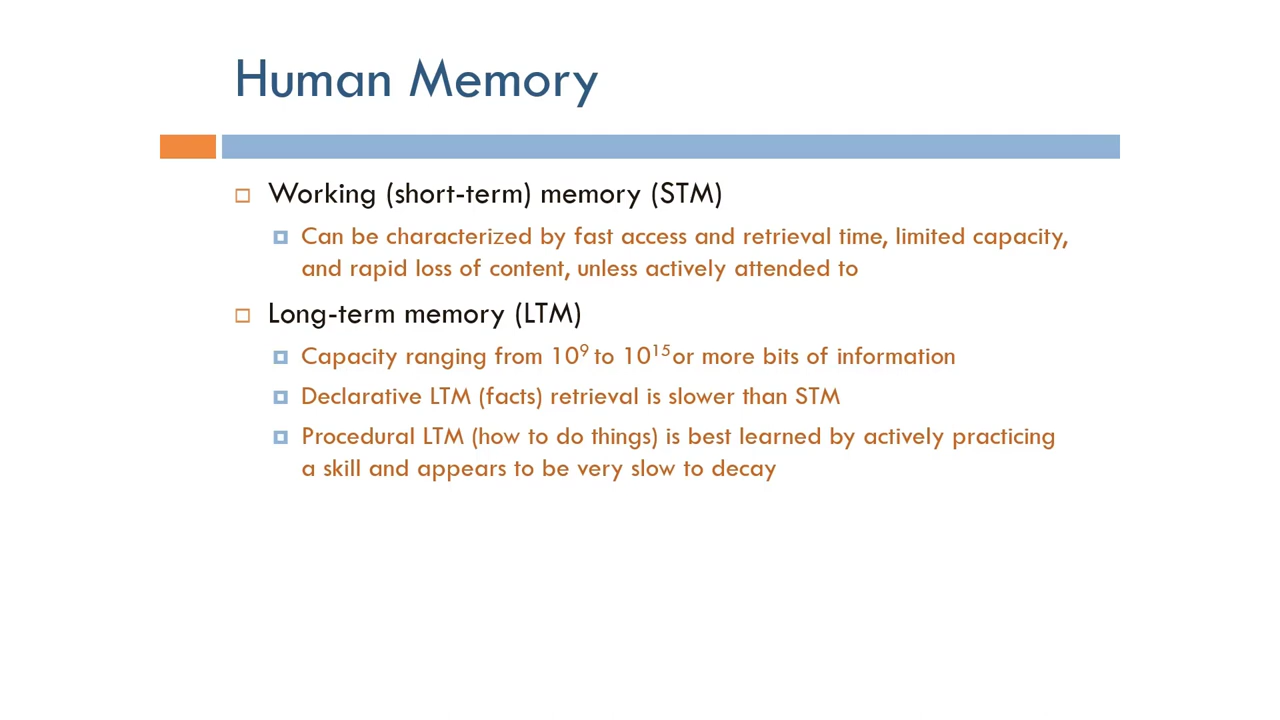 Human Memory
Working (short-term) memory (STM)
Can be characterized by fast access and retrieval time, limited capacity,
and rapid loss of content, unless actively attended to
Long-term memory (LTM)
Capacity ranging from 10⁹ to 10¹⁵ or more bits of information
Declarative LTM (facts) retrieval is slower than STM
Procedural LTM (how to do things) is best learned by actively practicing
a skill and appears to be very slow to decay